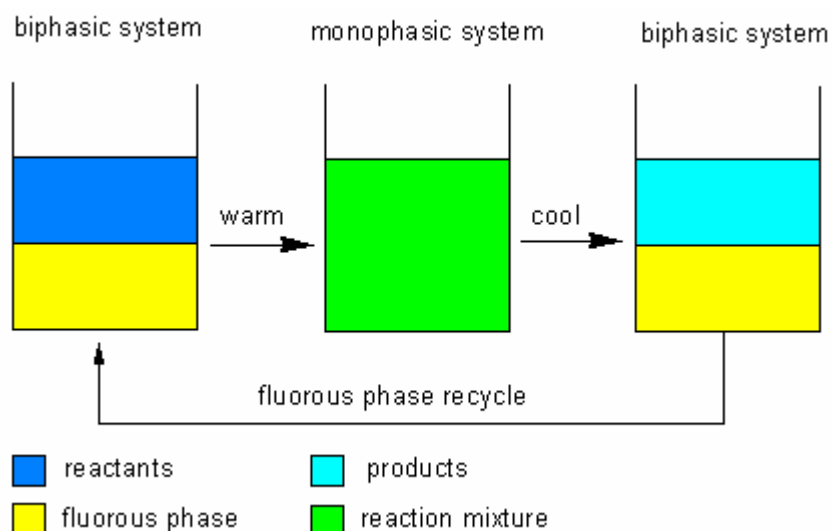 biphasic system
monophasic system
biphasic system
warm
cool
fluorous phase recycle
reactants
products
fluorous phase
reaction mixture